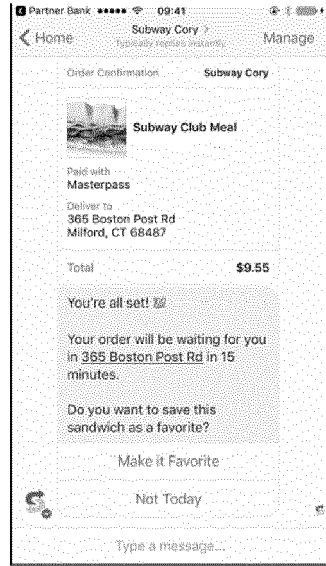 Partner Bank 09:41
Home
Subway Cory
Typically replies instantly
Manage
Order Confirmation Subway Cory
Subway Club Meal
Paid with
Masterpass
Deliver to
365 Boston Post Rd
Milford, CT 68487
Total $9.55
You're all set!
Your order will be waiting for you
in 365 Boston Post Rd in 15
minutes.
Do you want to save this
sandwich as a favorite?
Make it Favorite
Not Today
Type a message...